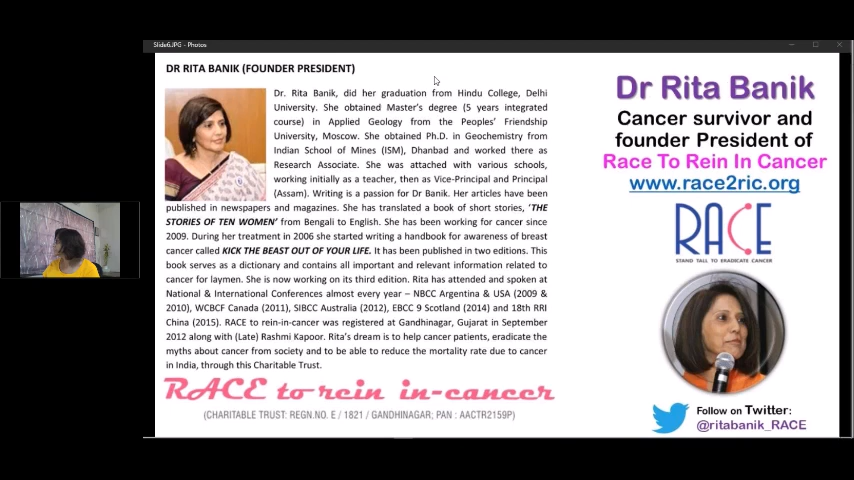 Slide6.JPG - Photos
DR RITA BANIK (FOUNDER PRESIDENT)
Dr. Rita Banik, did her graduation from Hindu College, Delhi
University. She obtained Master's degree (5 years integrated
course) in Applied Geology from the Peoples' Friendship
University, Moscow. She obtained Ph.D. in Geochemistry from
Indian School of Mines (ISM), Dhanbad and worked there as
Research Associate. She was attached with various schools,
working initially as a teacher, then as Vice-Principal and Principal
(Assam). Writing is a passion for Dr Banik. Her articles have been
published in newspapers and magazines. She has translated a book of short stories, 'THE
STORIES OF TEN WOMEN' from Bengali to English. She has been working for cancer since
2009. During her treatment in 2006 she started writing a handbook for awareness of breast
cancer called KICK THE BEAST OUT OF YOUR LIFE. It has been published in two editions. This
book serves as a dictionary and contains all important and relevant information related to
cancer for laymen. She is now working on its third edition. Rita has attended and spoken at
National & International Conferences almost every year – NBCC Argentina & USA (2009 &
2010), WCBCF Canada (2011), SIBCC Australia (2012), EBCC 9 Scotland (2014) and 18th RRI
China (2015). RACE to rein-in-cancer was registered at Gandhinagar, Gujarat in September
2012 along with (Late) Rashmi Kapoor. Rita's dream is to help cancer patients, eradicate the
myths about cancer from society and to be able to reduce the mortality rate due to cancer
in India, through this Charitable Trust.
RACE to rein in-cancer
(CHARITABLE TRUST: REGN.NO. E / 1821 / GANDHINAGAR; PAN : AACTR2159P)
Dr Rita Banik
Cancer survivor and
founder President of
Race To Rein In Cancer
www.race2ric.org
RACE
STAND TALL TO ERADICATE CANCER
Follow on Twitter:
@ritabanik_RACE